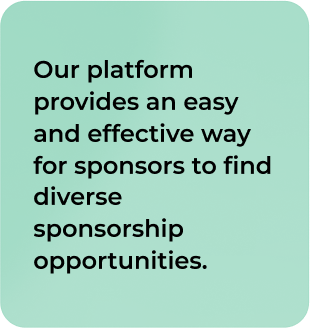 Our platform
provides an easy
and effective way
for sponsors to find
diverse
sponsorship
opportunities.